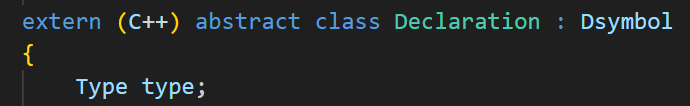 extern (C++) abstract class Declaration : Dsymbol
{
    Type type;